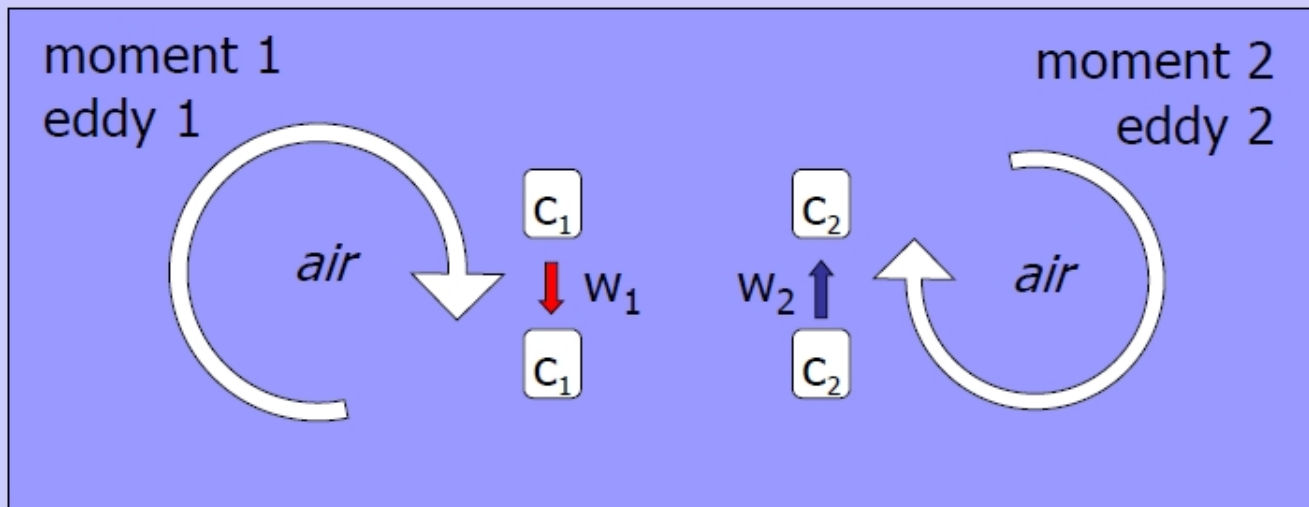 moment 1
eddy 1
moment 2
eddy 2
air
C₁
W₁
C₁
C₂
W₂
C₂
air